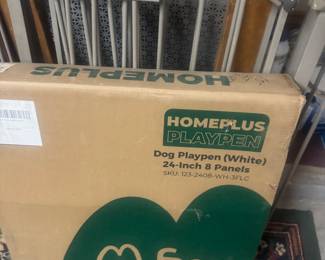 HOMEPLUS
HOMEPLUS
PLAYPEN
Dog Playpen (White)
24-Inch 8 Panels
SKU: 123-2408-WH-3FLC